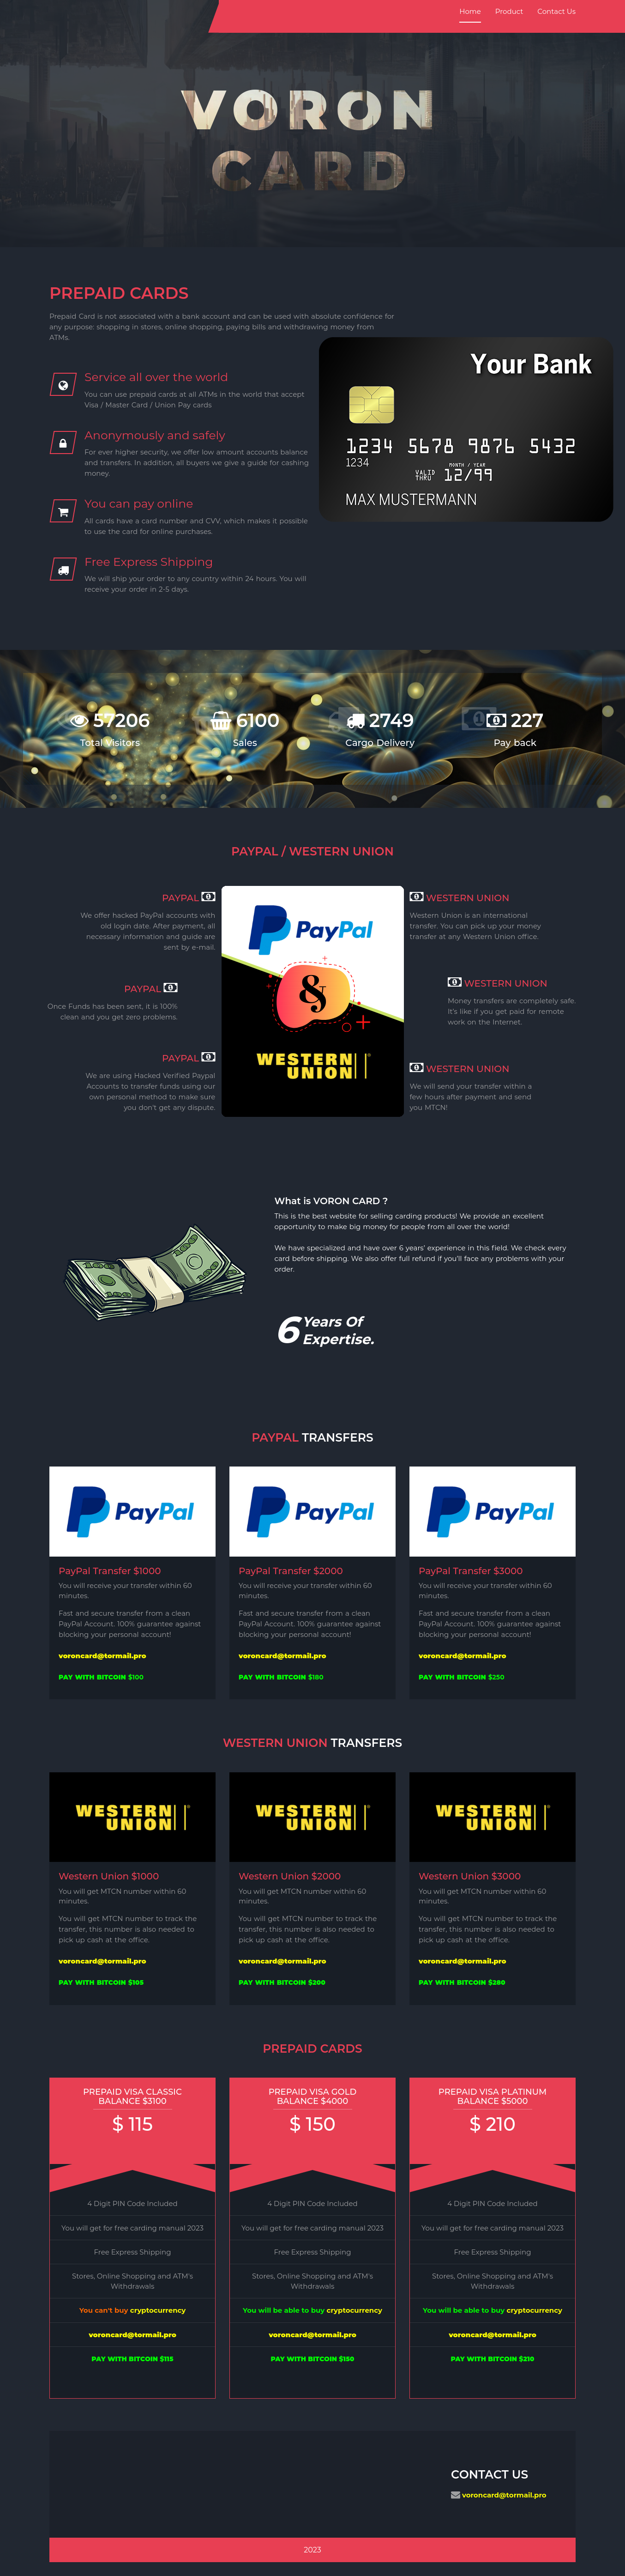 Home Product Contact Us
VORON
CARD
PREPAID CARDS
Prepaid Card is not associated with a bank account and can be used with absolute confidence for
any purpose: shopping in stores, online shopping, paying bills and withdrawing money from
ATMs.
Service all over the world
You can use prepaid cards at all ATMs in the world that accept
Visa / Master Card / Union Pay cards
Anonymously and safely
For ever higher security, we offer low amount accounts balance
and transfers. In addition, all buyers we give a guide for cashing
money.
You can pay online
All cards have a card number and CVV, which makes it possible
to use the card for online purchases.
Free Express Shipping
We will ship your order to any country within 24 hours. You will
receive your order in 2-5 days.
Your Bank
1234 5678 9876 5432
1234
MONTH / YEAR
VALID
THRU
12/99
MAX MUSTERMANN
57206
Total Visitors
6100
Sales
2749
Cargo Delivery
227
Pay back
PAYPAL / WESTERN UNION
PAYPAL
We offer hacked PayPal accounts with
old login date. After payment, all
necessary information and guide are
sent by e-mail.
PAYPAL
Once Funds has been sent, it is 100%
clean and you get zero problems.
PAYPAL
We are using Hacked Verified Paypal
Accounts to transfer funds using our
own personal method to make sure
you don't get any dispute.
PayPal
&
WESTERN
UNION
WESTERN UNION
Western Union is an international
transfer. You can pick up your money
transfer at any Western Union office.
WESTERN UNION
Money transfers are completely safe.
It's like if you get paid for remote
work on the Internet.
WESTERN UNION
We will send your transfer within a
few hours after payment and send
you MTCN!
What is VORON CARD ?
This is the best website for selling carding products! We provide an excellent
opportunity to make big money for people from all over the world!
We have specialized and have over 6 years' experience in this field. We check every
card before shipping. We also offer full refund if you'll face any problems with your
order.
6 Years Of
Expertise.
PAYPAL TRANSFERS
PayPal
PayPal Transfer $1000
You will receive your transfer within 60
minutes.
Fast and secure transfer from a clean
PayPal Account. 100% guarantee against
blocking your personal account!
voroncard@tormail.pro
PAY WITH BITCOIN $100
PayPal
PayPal Transfer $2000
You will receive your transfer within 60
minutes.
Fast and secure transfer from a clean
PayPal Account. 100% guarantee against
blocking your personal account!
voroncard@tormail.pro
PAY WITH BITCOIN $180
PayPal
PayPal Transfer $3000
You will receive your transfer within 60
minutes.
Fast and secure transfer from a clean
PayPal Account. 100% guarantee against
blocking your personal account!
voroncard@tormail.pro
PAY WITH BITCOIN $250
WESTERN UNION TRANSFERS
WESTERN
UNION
Western Union $1000
You will get MTCN number within 60
minutes.
You will get MTCN number to track the
transfer, this number is also needed to
pick up cash at the office.
voroncard@tormail.pro
PAY WITH BITCOIN $105
WESTERN
UNION
Western Union $2000
You will get MTCN number within 60
minutes.
You will get MTCN number to track the
transfer, this number is also needed to
pick up cash at the office.
voroncard@tormail.pro
PAY WITH BITCOIN $200
WESTERN
UNION
Western Union $3000
You will get MTCN number within 60
minutes.
You will get MTCN number to track the
transfer, this number is also needed to
pick up cash at the office.
voroncard@tormail.pro
PAY WITH BITCOIN $280
PREPAID CARDS
PREPAID VISA CLASSIC
BALANCE $3100
$ 115
4 Digit PIN Code Included
You will get for free carding manual 2023
Free Express Shipping
Stores, Online Shopping and ATM's
Withdrawals
You can't buy cryptocurrency
voroncard@tormail.pro
PAY WITH BITCOIN $115
PREPAID VISA GOLD
BALANCE $4000
$ 150
4 Digit PIN Code Included
You will get for free carding manual 2023
Free Express Shipping
Stores, Online Shopping and ATM's
Withdrawals
You will be able to buy cryptocurrency
voroncard@tormail.pro
PAY WITH BITCOIN $150
PREPAID VISA PLATINUM
BALANCE $5000
$ 210
4 Digit PIN Code Included
You will get for free carding manual 2023
Free Express Shipping
Stores, Online Shopping and ATM's
Withdrawals
You will be able to buy cryptocurrency
voroncard@tormail.pro
PAY WITH BITCOIN $210
CONTACT US
voroncard@tormail.pro
2023